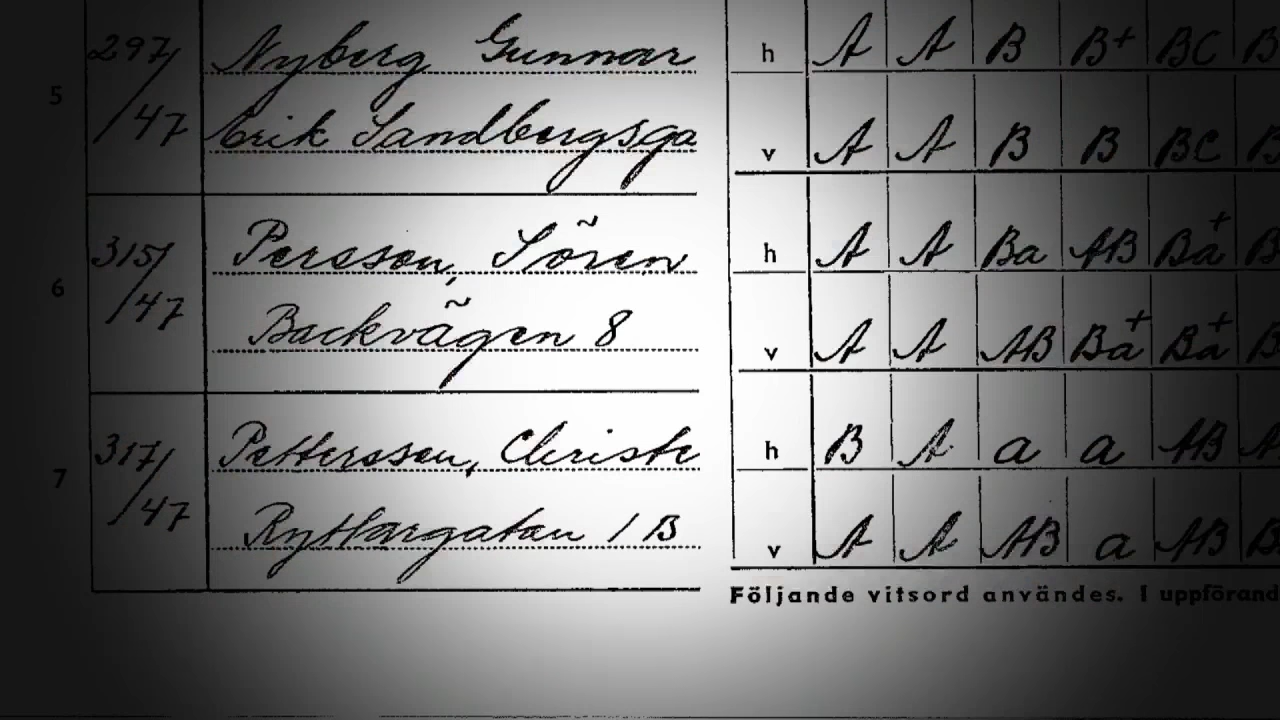 297/ Nyberg Gunnar h A A B B+ BC B
5 /47 Erik Sandbergsga v A A B B BC B
315/ Persson, Sören h A A Ba AB Ba+ B
6 /47 Backvägen 8 v A A AB Ba+ Ba+ B
317/ Pettersson, Christe h B A a a AB A
7 /47 Ryttargatan 1 B v A A AB a AB B
Följande vitsord användes. I uppförand